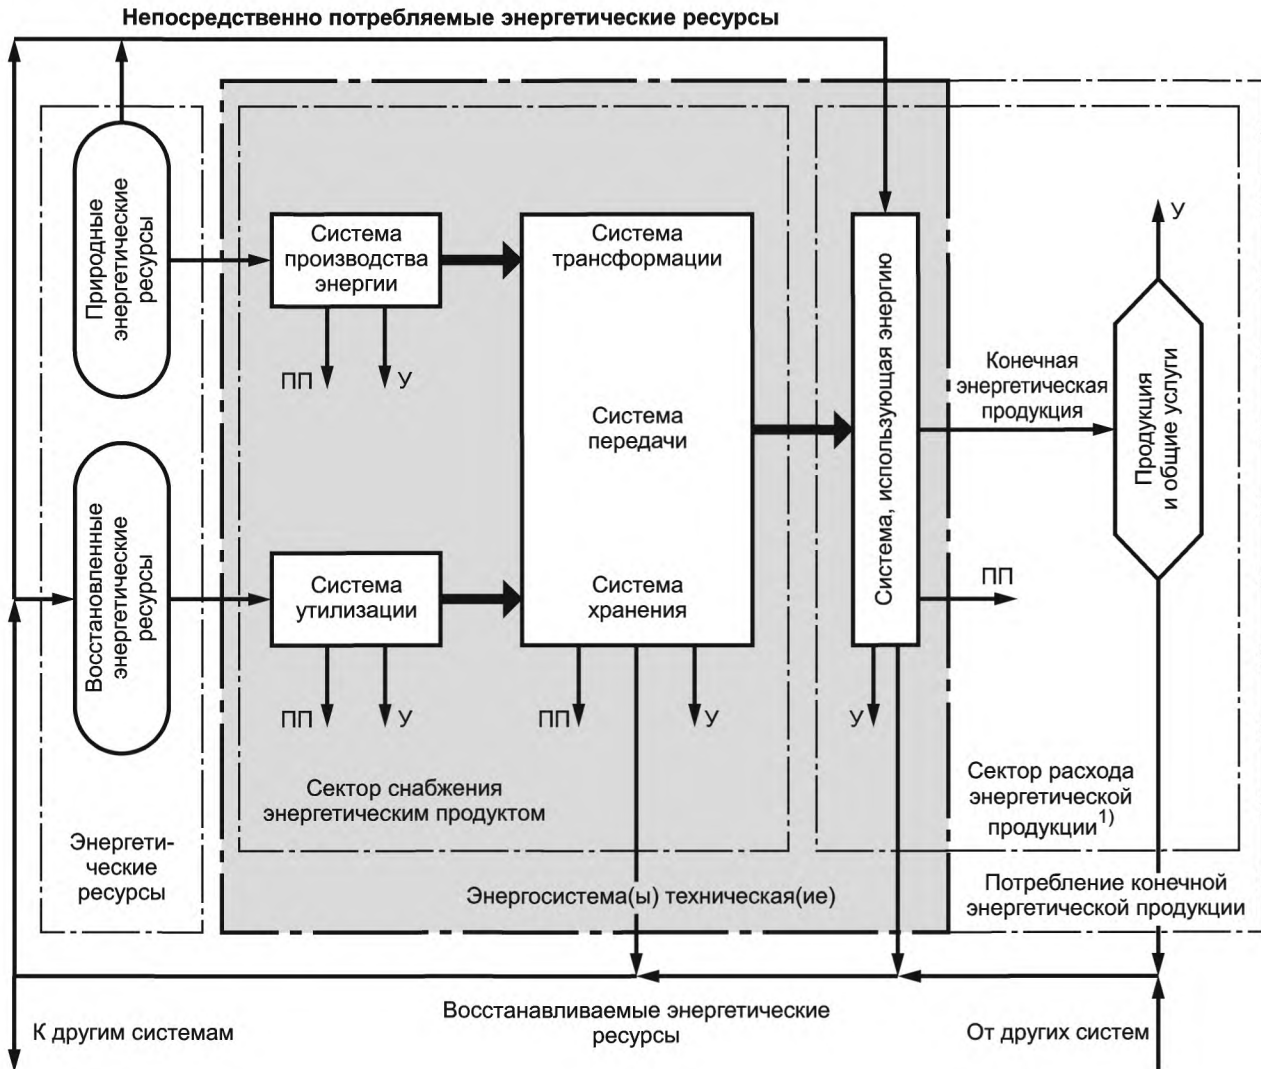 Непосредственно потребляемые энергетические ресурсы
Природные
энергетические
ресурсы
Система
производства
энергии
Система
трансформации
Система
передачи
Система
хранения
Система, использующая энергию
У
Конечная
энергетическая
продукция
Продукция
и общие услуги
ПП
У
Восстановленные
энергетические
ресурсы
Система
утилизации
ПП
ПП
У
ПП
У
У
Сектор снабжения
энергетическим продуктом
Сектор расхода
энергетической
продукции1)
Энергети-
ческие
ресурсы
Энергосистема(ы) техническая(ие)
Потребление конечной
энергетической продукции
К другим системам
Восстанавливаемые энергетические
ресурсы
От других систем